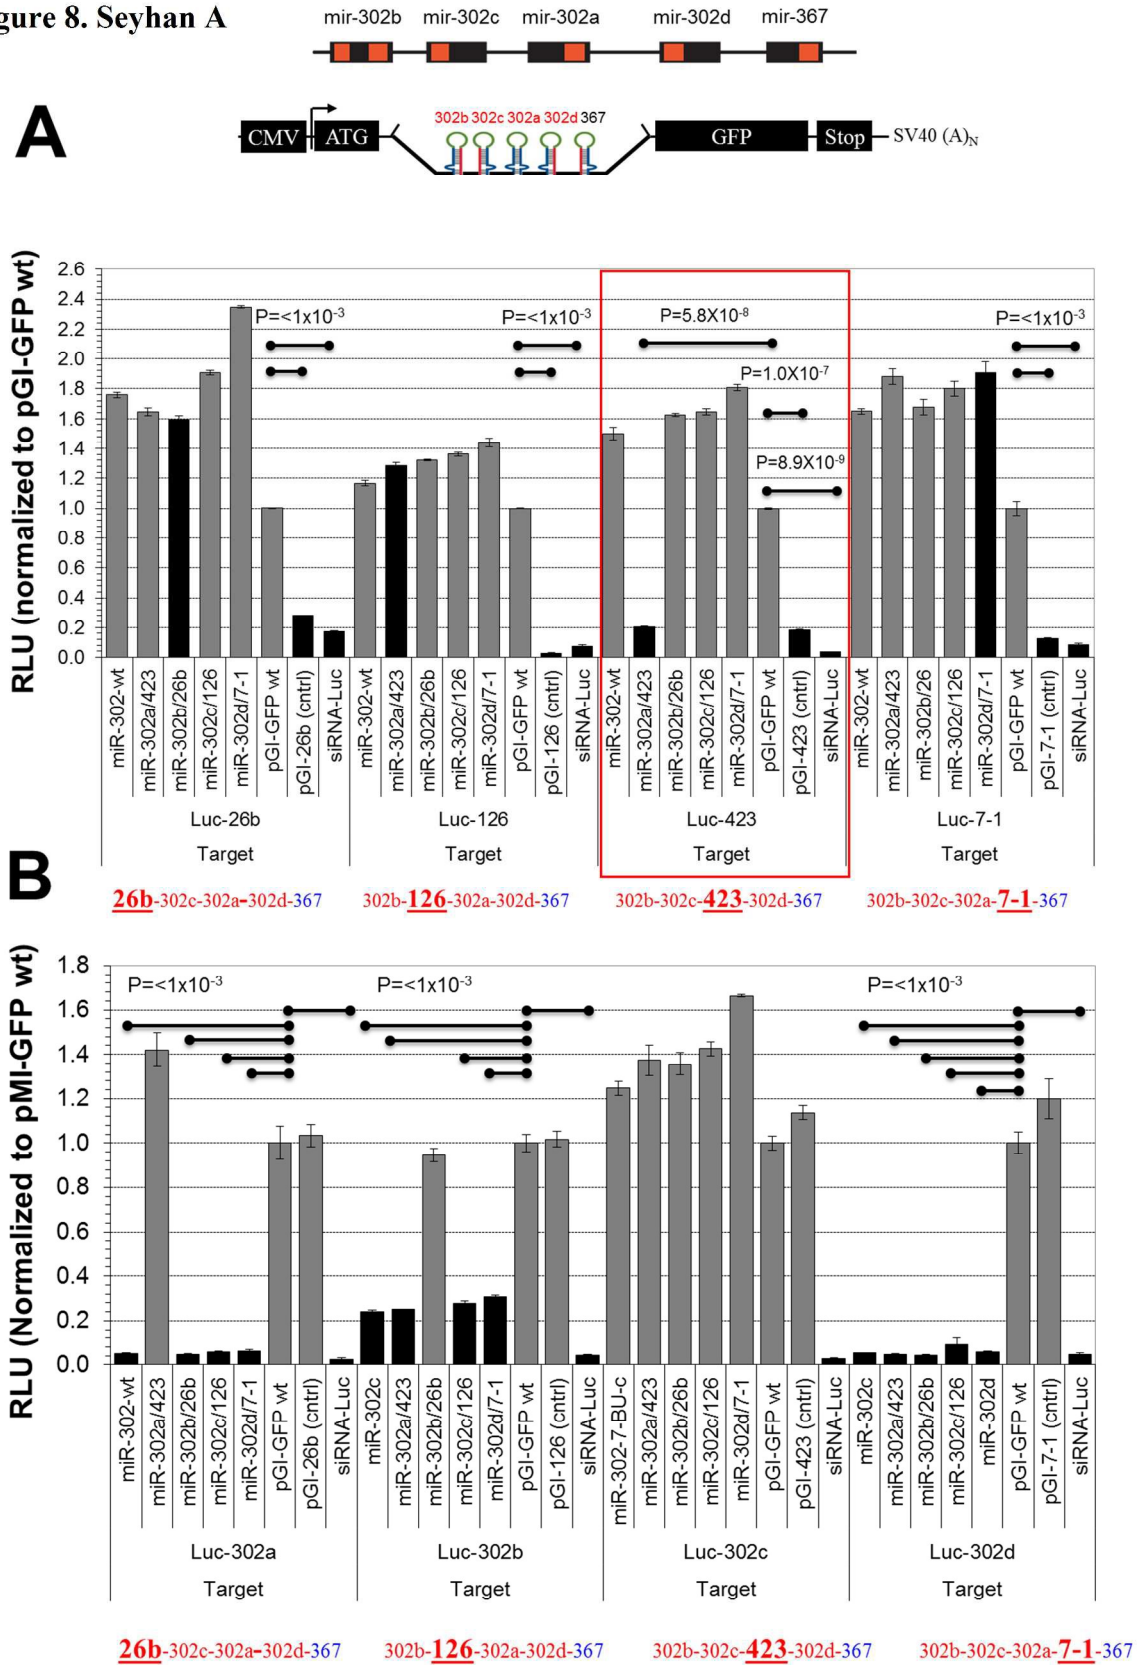 gure 8. Seyhan A
mir-302b mir-302c mir-302a mir-302d mir-367
A
302b 302c 302a 302d 367
CMV ATG GFP Stop SV40 (A)N
RLU (normalized to pGI-GFP wt)
2.6
2.4
2.2
2.0
1.8
1.6
1.4
1.2
1.0
0.8
0.6
0.4
0.2
0.0
P=<1x10-3 P=<1x10-3 P=5.8X10-8 P=<1x10-3
P=1.0X10-7
P=8.9X10-9
miR-302-wt
miR-302a/423
miR-302b/26b
miR-302c/126
miR-302d/7-1
pGI-GFP wt
pGI-26b (cntrl)
siRNA-Luc
miR-302-wt
miR-302a/423
miR-302b/26b
miR-302c/126
miR-302d/7-1
pGI-GFP wt
pGI-126 (cntrl)
siRNA-Luc
miR-302-wt
miR-302a/423
miR-302b/26b
miR-302c/126
miR-302d/7-1
pGI-GFP wt
pGI-423 (cntrl)
siRNA-Luc
miR-302-wt
miR-302a/423
miR-302b/26
miR-302c/126
miR-302d/7-1
pGI-GFP wt
pGI-7-1 (cntrl)
siRNA-Luc
Luc-26b Luc-126 Luc-423 Luc-7-1
Target Target Target Target
B
26b-302c-302a-302d-367 302b-126-302a-302d-367 302b-302c-423-302d-367 302b-302c-302a-7-1-367
RLU (Normalized to pMI-GFP wt)
1.8
1.6
1.4
1.2
1.0
0.8
0.6
0.4
0.2
0.0
P=<1x10-3 P=<1x10-3 P=<1x10-3
miR-302-wt
miR-302a/423
miR-302b/26b
miR-302c/126
miR-302d/7-1
pGI-GFP wt
pGI-26b (cntrl)
siRNA-Luc
miR-302c
miR-302a/423
miR-302b/26b
miR-302c/126
miR-302d/7-1
pGI-GFP wt
pGI-126 (cntrl)
siRNA-Luc
miR-302-7-BU-c
miR-302a/423
miR-302b/26b
miR-302c/126
miR-302d/7-1
pGI-GFP wt
pGI-423 (cntrl)
siRNA-Luc
miR-302c
miR-302a/423
miR-302b/26b
miR-302c/126
miR-302d
pGI-GFP wt
pGI-7-1 (cntrl)
siRNA-Luc
Luc-302a Luc-302b Luc-302c Luc-302d
Target Target Target Target
26b-302c-302a-302d-367 302b-126-302a-302d-367 302b-302c-423-302d-367 302b-302c-302a-7-1-367